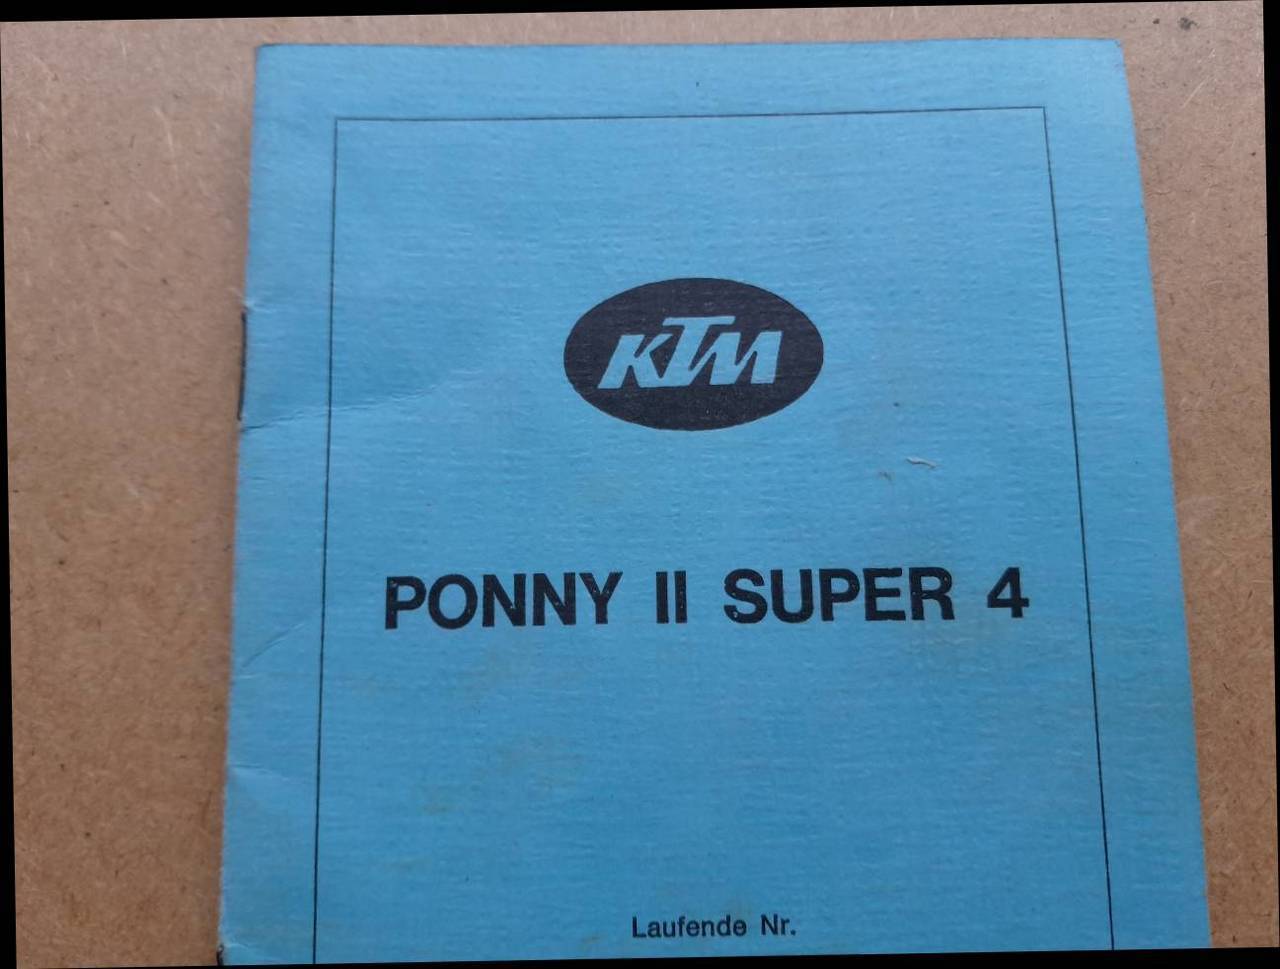 KTM
PONNY II SUPER 4
Laufende Nr.